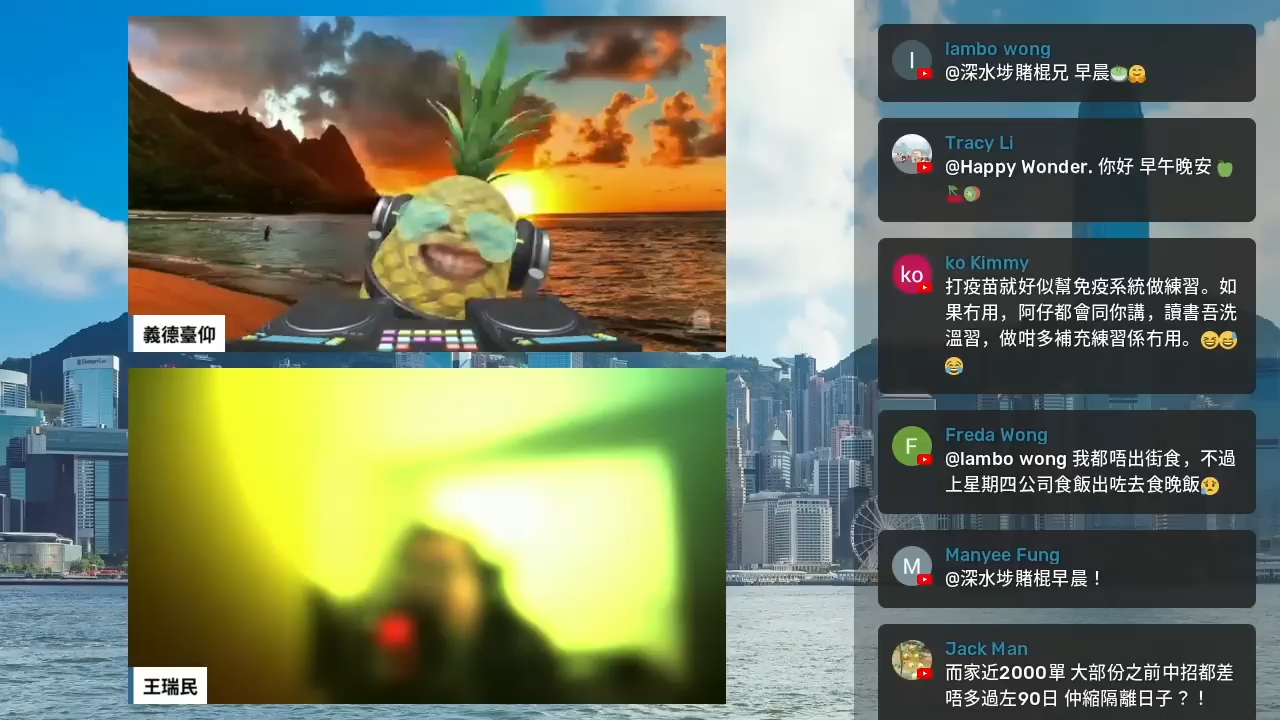 義德臺仰
王瑞民
lambo wong
@深水埗賭棍兄 早晨🍵🤗
Tracy Li
@Happy Wonder. 你好 早午晚安🍏
🍒🥝
ko Kimmy
打疫苗就好似幫免疫系統做練習。如
果冇用，阿仔都會同你講，讀書吾洗
溫習，做咁多補充練習係冇用。😄😅
😂
Freda Wong
@lambo wong 我都唔出街食，不過
上星期四公司食飯出咗去食晚飯😥
Manyee Fung
@深水埗賭棍早晨！
Jack Man
而家近2000單 大部份之前中招都差
唔多過左90日 仲縮隔離日子？！
I
ko
F
M